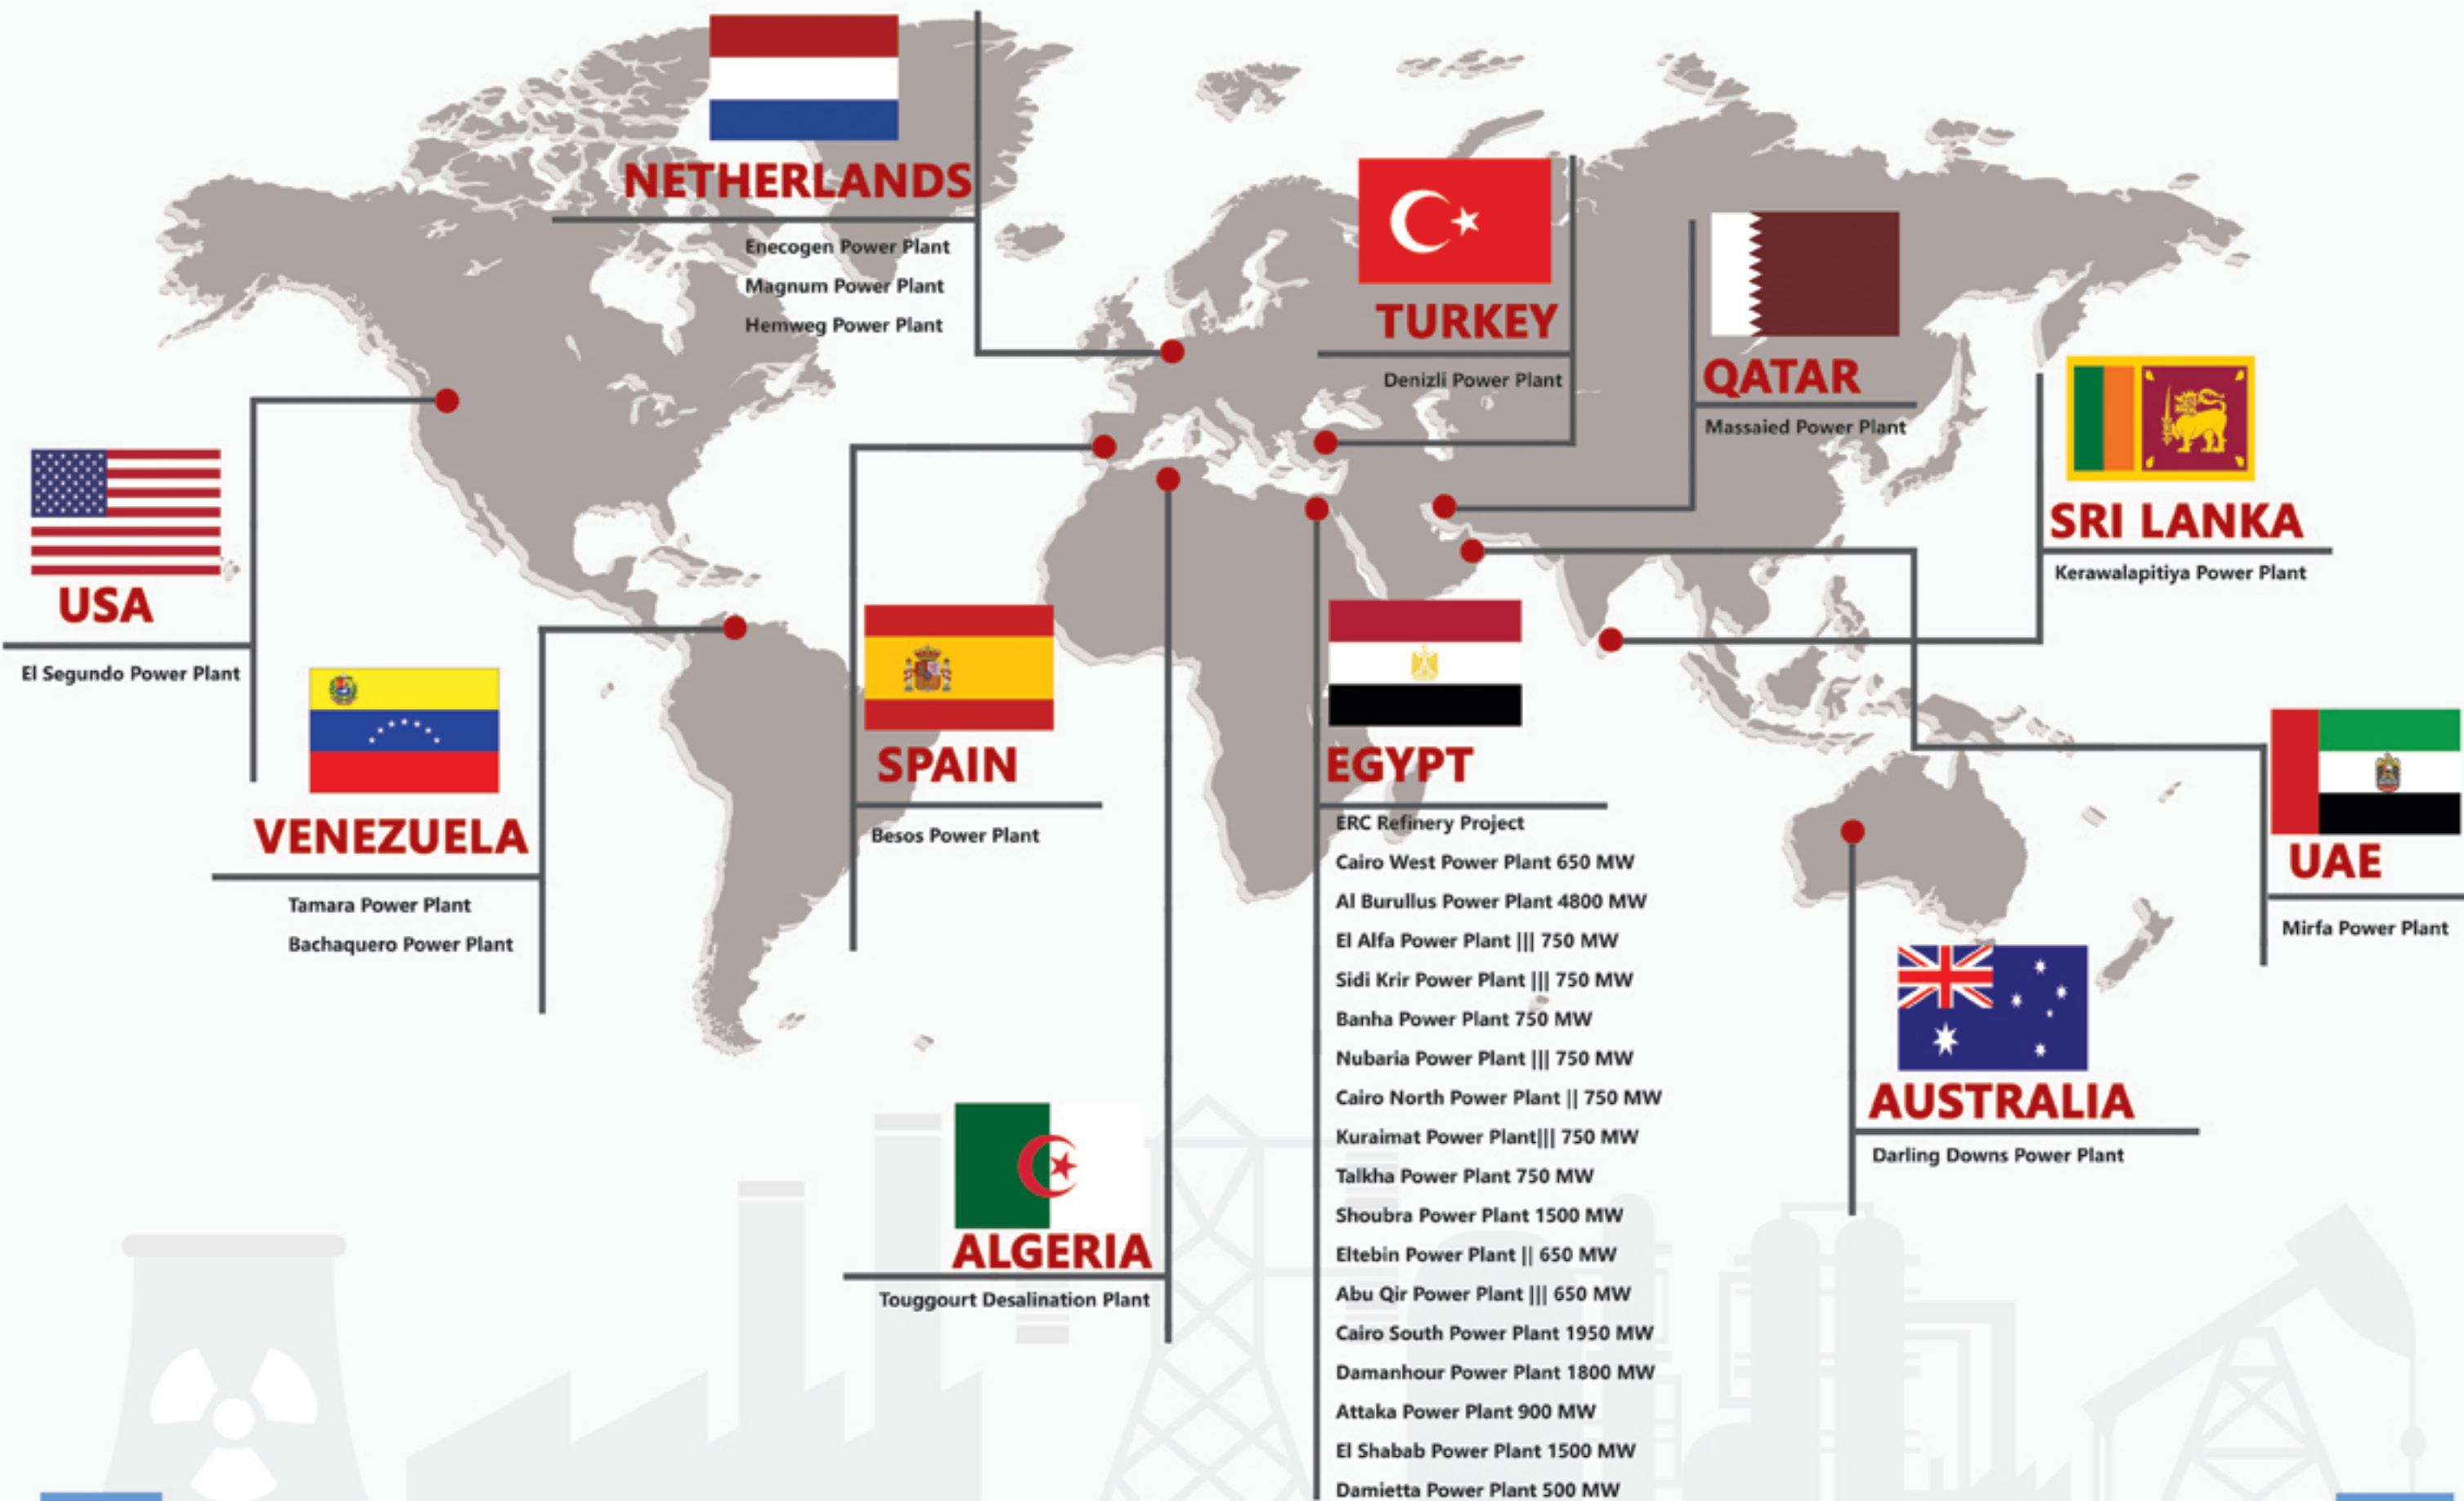 NETHERLANDS
Enecogen Power Plant
Magnum Power Plant
Hemweg Power Plant
TURKEY
Denizli Power Plant
QATAR
Massaied Power Plant
SRI LANKA
Kerawalapitiya Power Plant
USA
El Segundo Power Plant
VENEZUELA
Tamara Power Plant
Bachaquero Power Plant
SPAIN
Besos Power Plant
EGYPT
ERC Refinery Project
Cairo West Power Plant 650 MW
Al Burullus Power Plant 4800 MW
El Alfa Power Plant ||| 750 MW
Sidi Krir Power Plant ||| 750 MW
Banha Power Plant 750 MW
Nubaria Power Plant ||| 750 MW
Cairo North Power Plant || 750 MW
Kuraimat Power Plant||| 750 MW
Talkha Power Plant 750 MW
Shoubra Power Plant 1500 MW
Eltebin Power Plant || 650 MW
Abu Qir Power Plant ||| 650 MW
Cairo South Power Plant 1950 MW
Damanhour Power Plant 1800 MW
Attaka Power Plant 900 MW
El Shabab Power Plant 1500 MW
Damietta Power Plant 500 MW
UAE
Mirfa Power Plant
AUSTRALIA
Darling Downs Power Plant
ALGERIA
Touggourt Desalination Plant